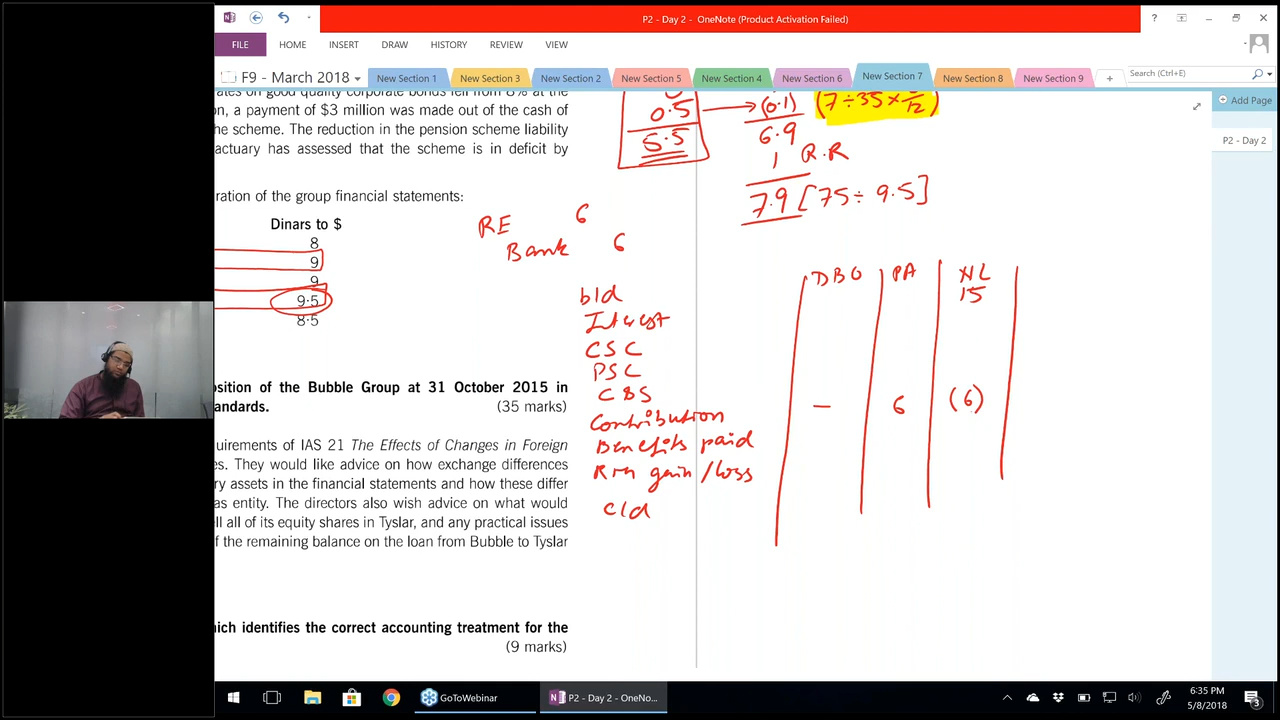 P2 - Day 2 - OneNote (Product Activation Failed)
FILE HOME INSERT DRAW HISTORY REVIEW VIEW
F9 - March 2018
New Section 1 New Section 3 New Section 2 New Section 5 New Section 4 New Section 6 New Section 7 New Section 8 New Section 9
Search (Ctrl+E)
Add Page
P2 - Day 2
ates on good quality corporate bonds fell from 8% at the
n, a payment of $3 million was made out of the cash of
he scheme. The reduction in the pension scheme liability
actuary has assessed that the scheme is in deficit by
ration of the group financial statements:
Dinars to $
8
9
9
9·5
8·5
osition of the Bubble Group at 31 October 2015 in
ndards.
(35 marks)
quirements of IAS 21 The Effects of Changes in Foreign
es. They would like advice on how exchange differences
ry assets in the financial statements and how these differ
as entity. The directors also wish advice on what would
ll all of its equity shares in Tyslar, and any practical issues
f the remaining balance on the loan from Bubble to Tyslar
hich identifies the correct accounting treatment for the
(9 marks)
0.5
5.5
(0.1)
(7÷35 × 5/12)
6.9
1 R.R
7.9 [75 ÷ 9.5]
RE 6
Bank 6
b/d
Interest
CSC
PSC
CBS
Contribution
Benefits paid
Rm gain/loss
c/d
DBO PA NL
15
— 6 (6)
GoToWebinar
P2 - Day 2 - OneNo...
6:35 PM
5/8/2018
3